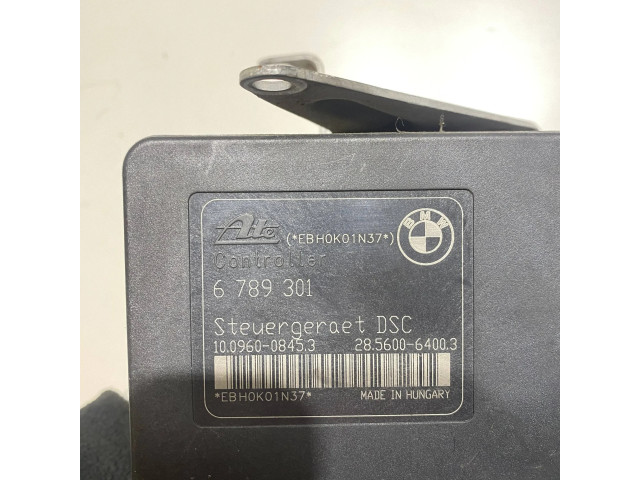 Ate (*EBH0K01N37*)
BMW
Controller
6 789 301
Steuergeraet DSC
10.0960-0845.3 28.5600-6400.3
*EBH0K01N37* MADE IN HUNGARY